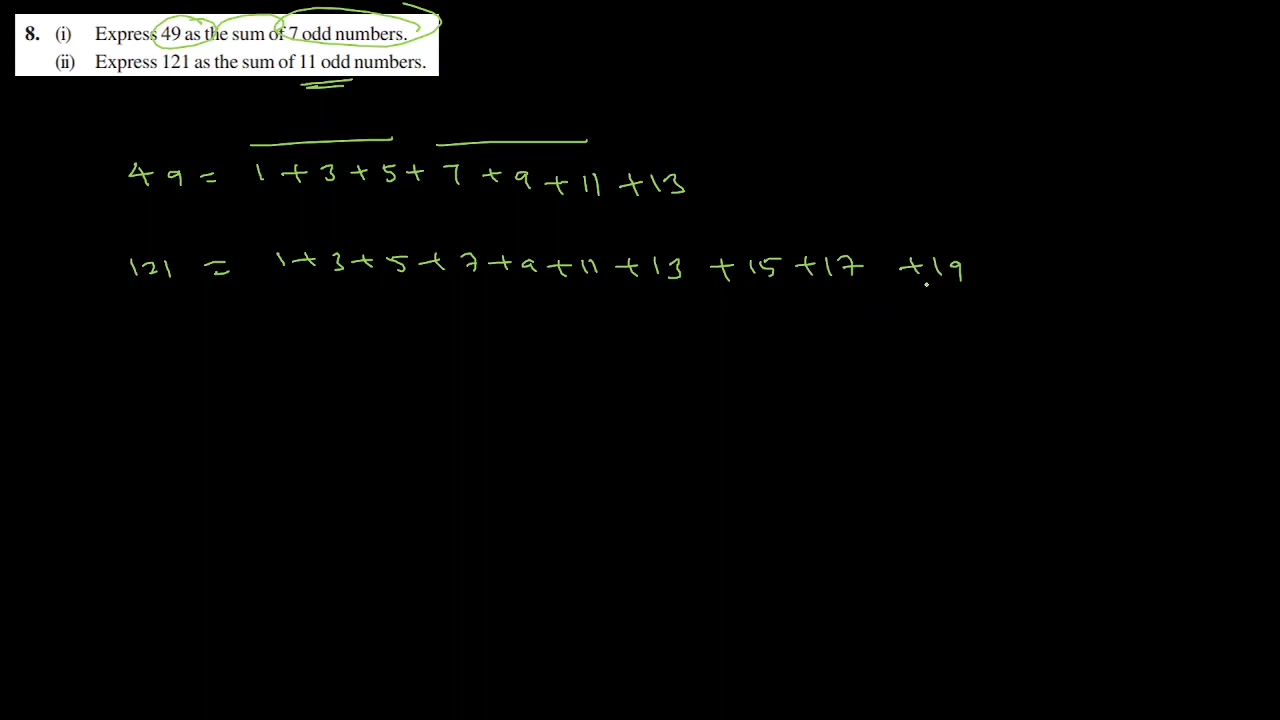 8. (i) Express 49 as the sum of 7 odd numbers.
(ii) Express 121 as the sum of 11 odd numbers.
49 = 1 + 3 + 5 + 7 + 9 + 11 + 13
121 = 1 + 3 + 5 + 7 + 9 + 11 + 13 + 15 + 17 + 19